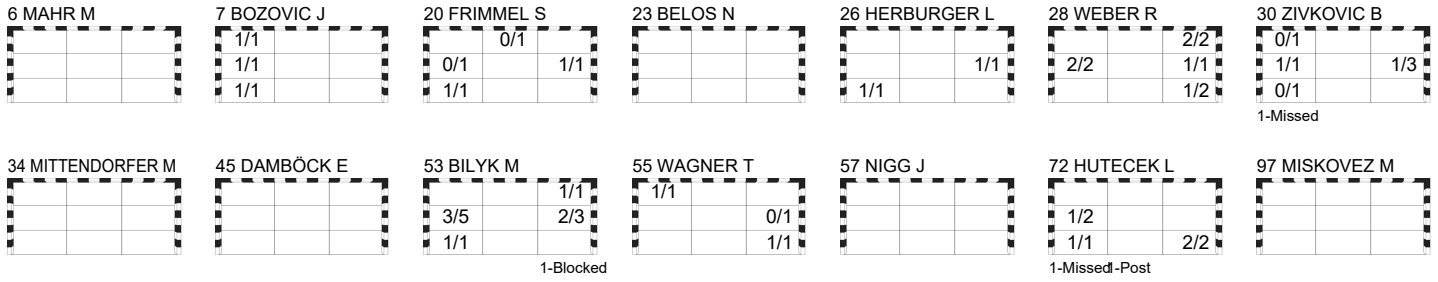 6 MAHR M 7 BOZOVIC J 20 FRIMMEL S 23 BELOS N 26 HERBURGER L 28 WEBER R 30 ZIVKOVIC B
1/1 0/1 2/2 0/1
1/1 0/1 1/1 1/1 2/2 1/1 1/1 1/3
1/1 1/1 1/1 1/2 0/1
1-Missed
34 MITTENDORFER M 45 DAMBÖCK E 53 BILYK M 55 WAGNER T 57 NIGG J 72 HUTECEK L 97 MISKOVEZ M
1/1 1/1
3/5 2/3 0/1 1/2
1/1 1/1 1/1 2/2
1-Blocked 1-Missed 1-Post